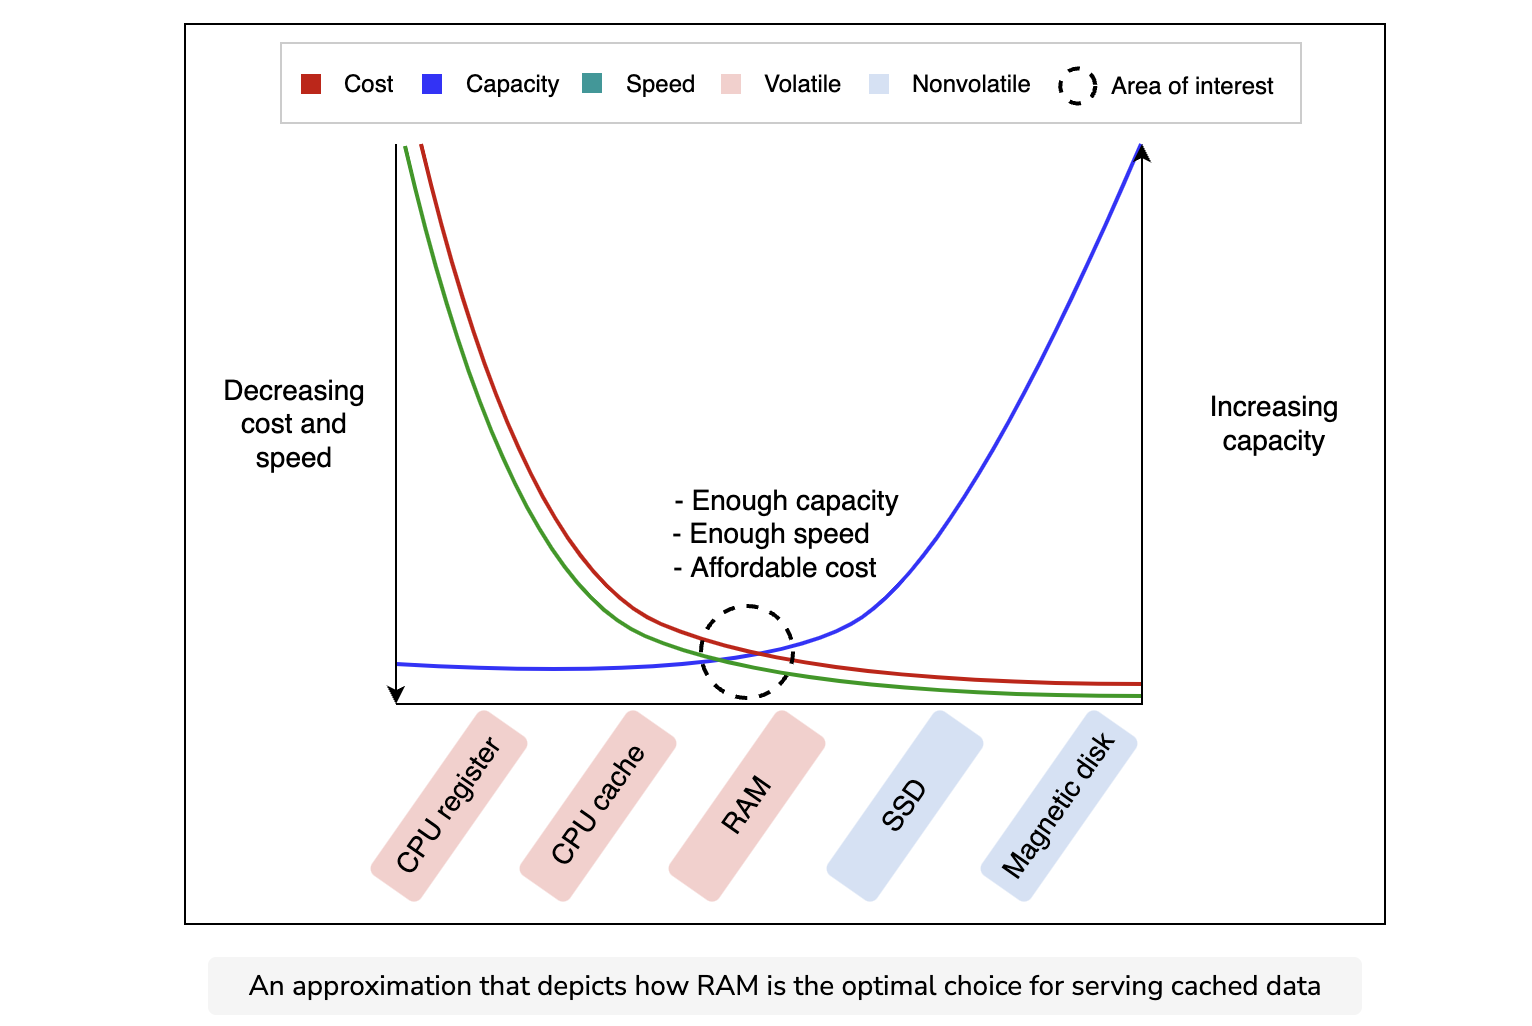 Cost Capacity Speed Volatile Nonvolatile Area of interest
Decreasing
cost and
speed
Increasing
capacity
- Enough capacity
- Enough speed
- Affordable cost
CPU register
CPU cache
RAM
SSD
Magnetic disk
An approximation that depicts how RAM is the optimal choice for serving cached data